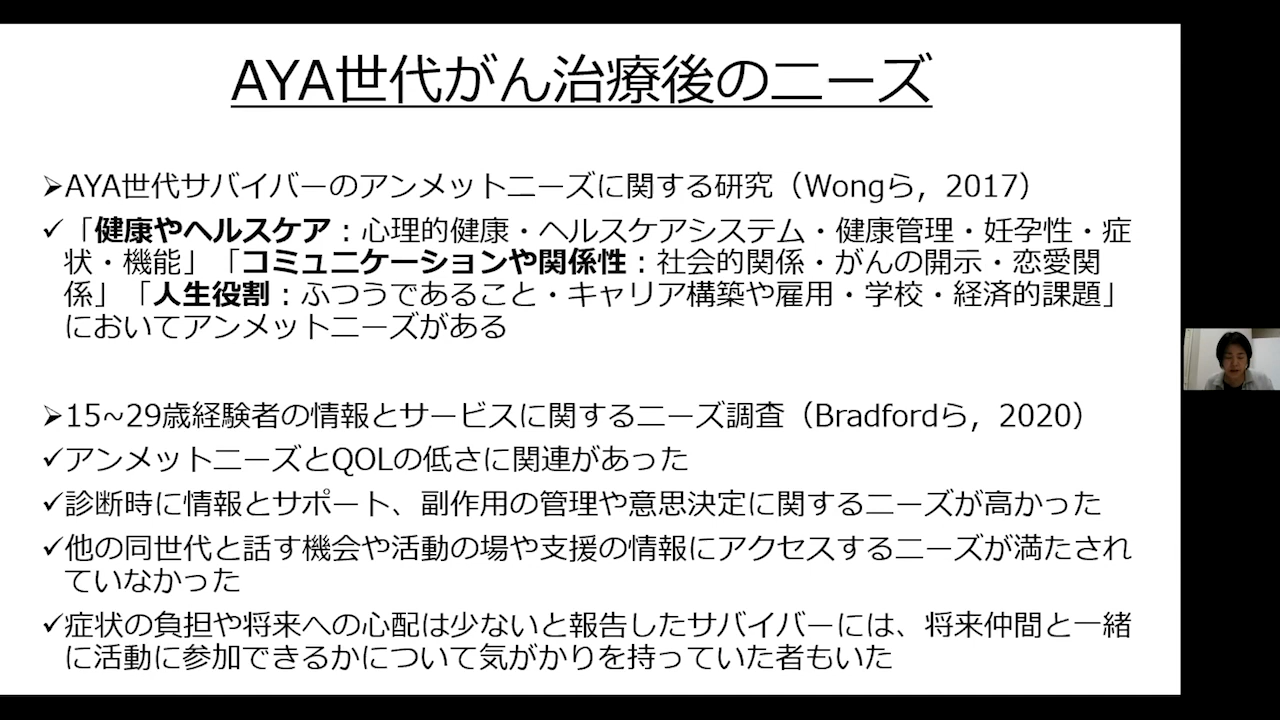 AYA世代がん治療後のニーズ
➢AYA世代サバイバーのアンメットニーズに関する研究（Wongら，2017）
✓「健康やヘルスケア：心理的健康・ヘルスケアシステム・健康管理・妊孕性・症
状・機能」「コミュニケーションや関係性：社会的関係・がんの開示・恋愛関
係」「人生役割：ふつうであること・キャリア構築や雇用・学校・経済的課題」
においてアンメットニーズがある
➢15~29歳経験者の情報とサービスに関するニーズ調査（Bradfordら，2020）
✓アンメットニーズとQOLの低さに関連があった
✓診断時に情報とサポート、副作用の管理や意思決定に関するニーズが高かった
✓他の同世代と話す機会や活動の場や支援の情報にアクセスするニーズが満たされ
ていなかった
✓症状の負担や将来への心配は少ないと報告したサバイバーには、将来仲間と一緒
に活動に参加できるかについて気がかりを持っていた者もいた